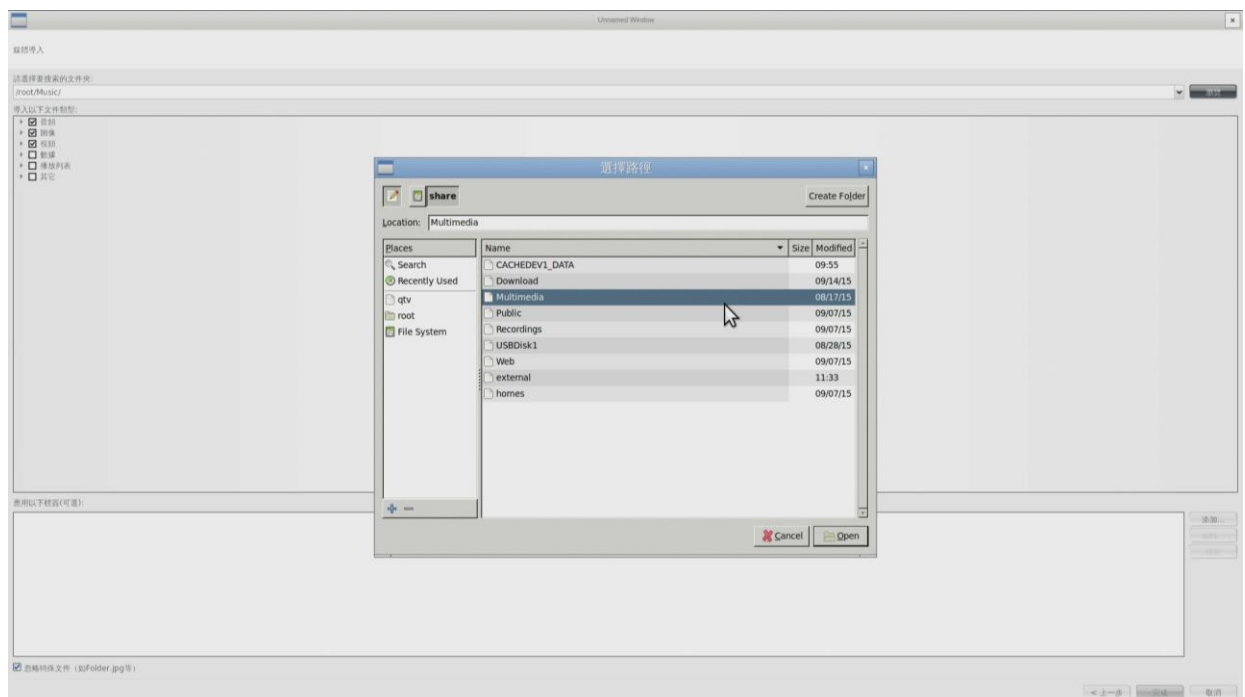 Unnamed Window
媒體導入
請選擇要搜索的文件夾:
/root/Music/
瀏覽
導入以下文件類型:
音頻
圖像
視頻
數據
播放列表
其它
選擇路徑
share
Create Folder
Location: Multimedia
Places
Search
Recently Used
qtv
root
File System
Name Size Modified
CACHEDEV1_DATA 09:55
Download 09/14/15
Multimedia 08/17/15
Public 09/07/15
Recordings 09/07/15
USBDisk1 08/28/15
Web 09/07/15
external 11:33
homes 09/07/15
Cancel Open
應用以下標簽(可選):
添加...
忽略特殊文件 (如Folder.jpg等)
< 上一步 取消